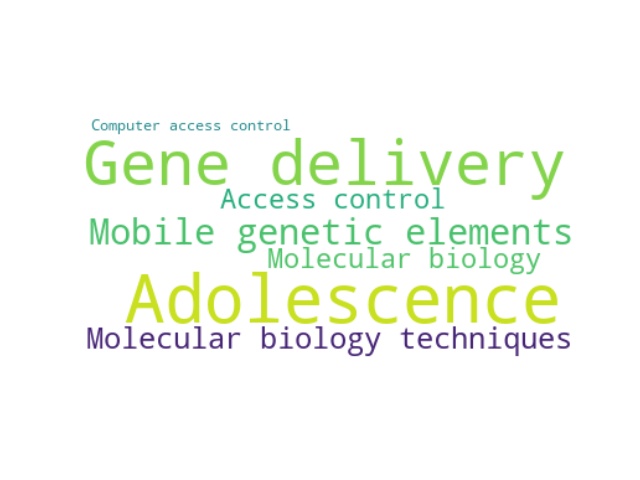 Computer access control
Gene delivery
Access control
Mobile genetic elements
Molecular biology
Adolescence
Molecular biology techniques